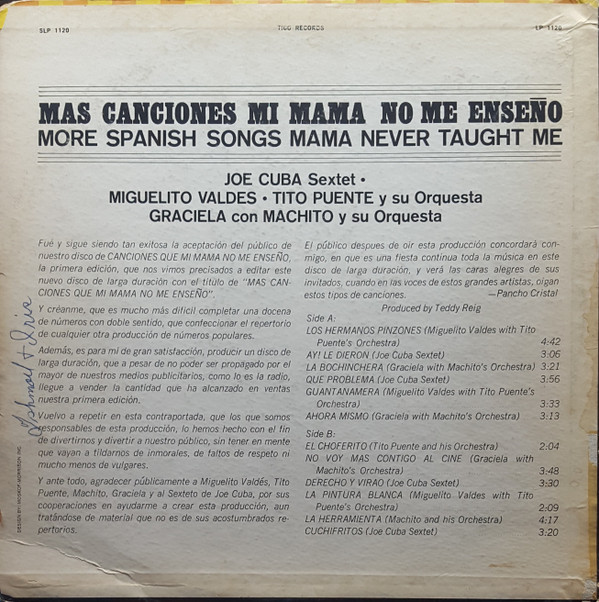 SLP 1120
TICO RECORDS
LP 1120
MAS CANCIONES MI MAMA NO ME ENSEÑO
MORE SPANISH SONGS MAMA NEVER TAUGHT ME
JOE CUBA Sextet •
MIGUELITO VALDES • TITO PUENTE y su Orquesta
GRACIELA con MACHITO y su Orquesta
Fué y sigue siendo tan exitosa la aceptación del público de
nuestro disco de CANCIONES QUE MI MAMA NO ME ENSEÑO,
la primera edición, que nos vimos precisados a editar este
nuevo disco de larga duración con el título de "MAS CAN-
CIONES QUE MI MAMA NO ME ENSEÑO".
Y créanme, que es mucho más difícil completar una docena
de números con doble sentido, que confeccionar el repertorio
de cualquier otra producción de números populares.
Además, es para mí de gran satisfacción, producir un disco de
larga duración, que a pesar de no poder ser propagado por el
mayor de nuestros medios publicitarios, como lo es la radio,
llegue a vender la cantidad que ha alcanzado en ventas
nuestra primera edición.
Vuelvo a repetir en esta contraportada, que los que somos
responsables de esta producción, lo hemos hecho con el fin
de divertirnos y divertir a nuestro público, sin tener en mente
que vayan a tildarnos de inmorales, de faltos de respeto ni
mucho menos de vulgares.
Y ante todo, agradecer públicamente a Miguelito Valdés, Tito
Puente, Machito, Graciela y al Sexteto de Joe Cuba, por sus
cooperaciones en ayudarme a crear esta producción, aun
tratándose de material que no es de sus acostumbrados re-
pertorios.
El público despues de oir esta producción concordará con-
migo, en que es una fiesta continua toda la música en este
disco de larga duración, y verá las caras alegres de sus
invitados, cuando en las voces de estos grandes artistas, oigan
estos tipos de canciones.
—Pancho Cristal
Produced by Teddy Reig
Side A:
LOS HERMANOS PINZONES (Miguelito Valdes with Tito
Puente's Orchestra) 4:42
AY! LE DIERON (Joe Cuba Sextet) 3:06
LA BOCHINCHERA (Graciela with Machito's Orchestra) 3:21
QUE PROBLEMA (Joe Cuba Sextet) 3:56
GUANTANAMERA (Miguelito Valdes with Tito Puente's
Orchestra) 3:33
AHORA MISMO (Graciela with Machito's Orchestra) 3:13
Side B:
EL CHOFERITO (Tito Puente and his Orchestra) 2:04
NO VOY MAS CONTIGO AL CINE (Graciela with
Machito's Orchestra) 3:48
DERECHO Y VIRAO (Joe Cuba Sextet) 3:30
LA PINTURA BLANCA (Miguelito Valdes with Tito
Puente's Orchestra) 2:09
LA HERRAMIENTA (Machito and his Orchestra) 4:17
CUCHIFRITOS (Joe Cuba Sextet) 3:20